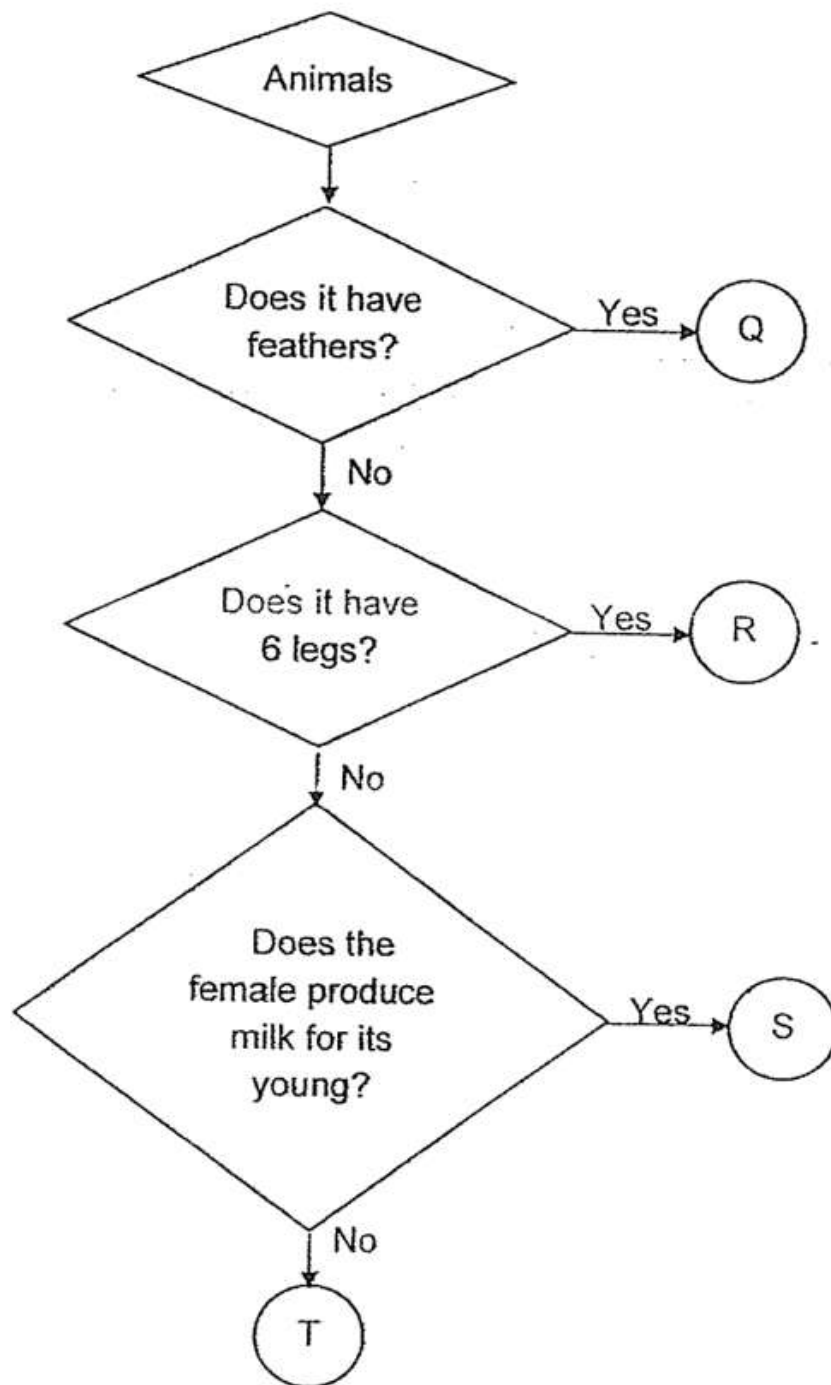 Animals
Does it have
feathers?
Yes
Q
No
Does it have
6 legs?
Yes
R
No
Does the
female produce
milk for its
young?
Yes
S
No
T